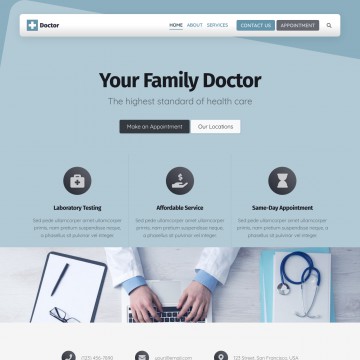 Doctor
HOME ABOUT SERVICES CONTACT US APPOINTMENT
Your Family Doctor
The highest standard of health care
Make an Appointment Our Locations
Laboratory Testing Affordable Service Same-Day Appointment
Sed pede ullamcorper amet ullamcorper Sed pede ullamcorper amet ullamcorper Sed pede ullamcorper amet ullamcorper
primis, nam pretium suspendisse neque, primis, nam pretium suspendisse neque, primis, nam pretium suspendisse neque,
a phasellus sit pulvinar vel integer. a phasellus sit pulvinar vel integer. a phasellus sit pulvinar vel integer.
(123) 456-7890 your@email.com 123 Street, San Francisco, USA